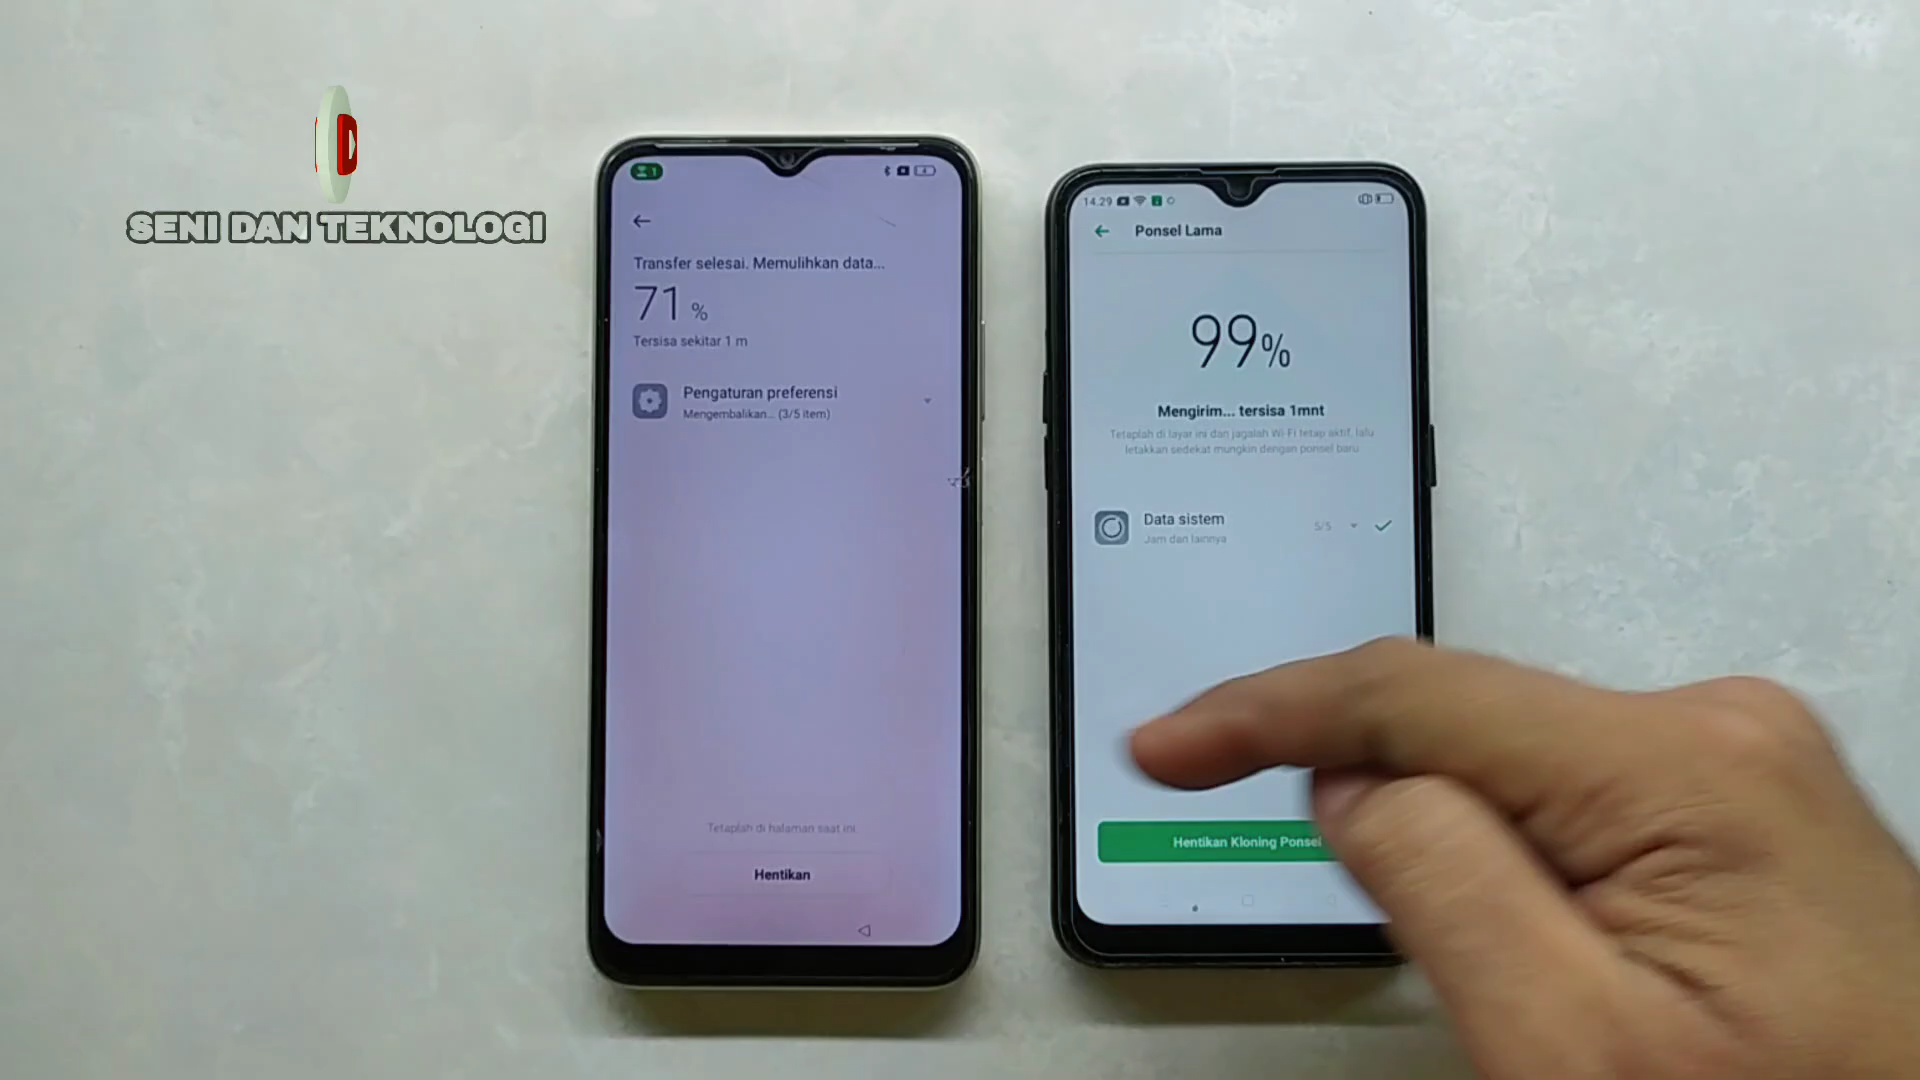 SENI DAN TEKNOLOGI
1
Transfer selesai. Memulihkan data...
71 %
Tersisa sekitar 1 m
Pengaturan preferensi
Mengembalikan... (3/5 item)
Tetaplah di halaman saat ini.
Hentikan
14.29
Ponsel Lama
99%
Mengirim... tersisa 1mnt
Tetaplah di layar ini dan jagalah Wi-Fi tetap aktif, lalu
letakkan sedekat mungkin dengan ponsel baru.
Data sistem
5/5
Jam dan lainnya
Hentikan Kloning Ponsel